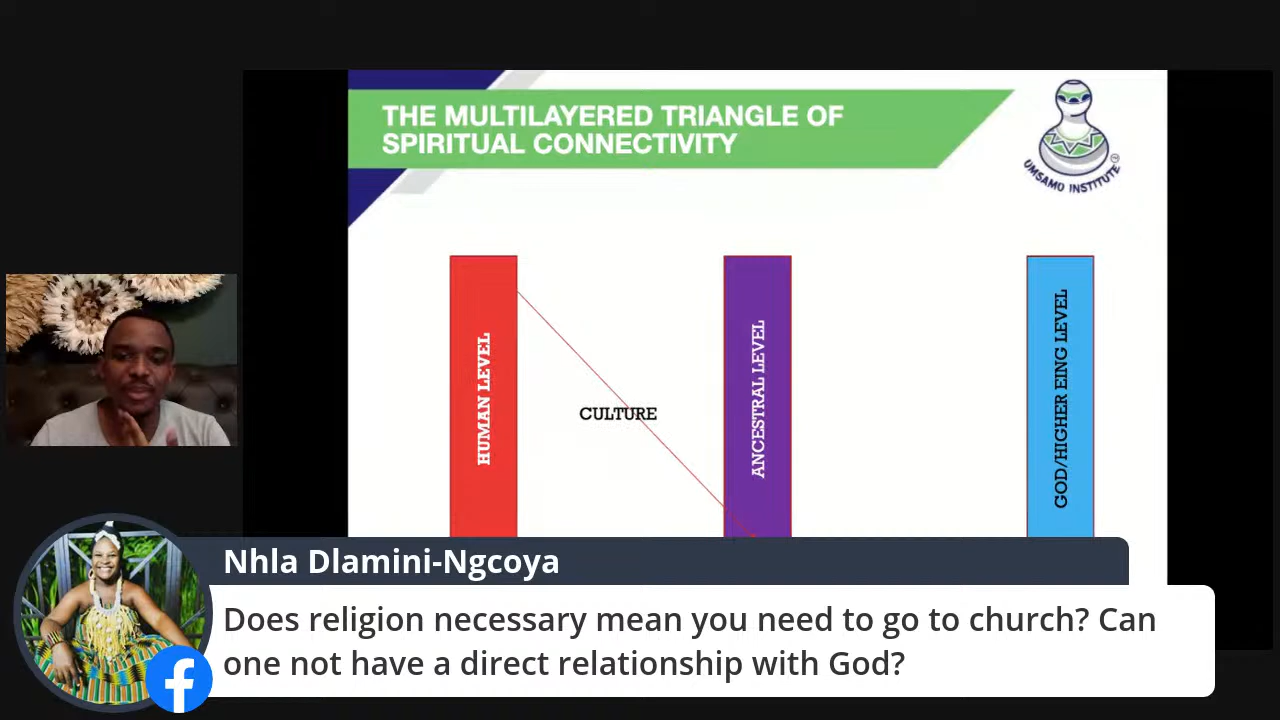 THE MULTILAYERED TRIANGLE OF
SPIRITUAL CONNECTIVITY
UMSAMO INSTITUTE
HUMAN LEVEL
CULTURE
ANCESTRAL LEVEL
GOD/HIGHER EING LEVEL
Nhla Dlamini-Ngcoya
Does religion necessary mean you need to go to church? Can
one not have a direct relationship with God?